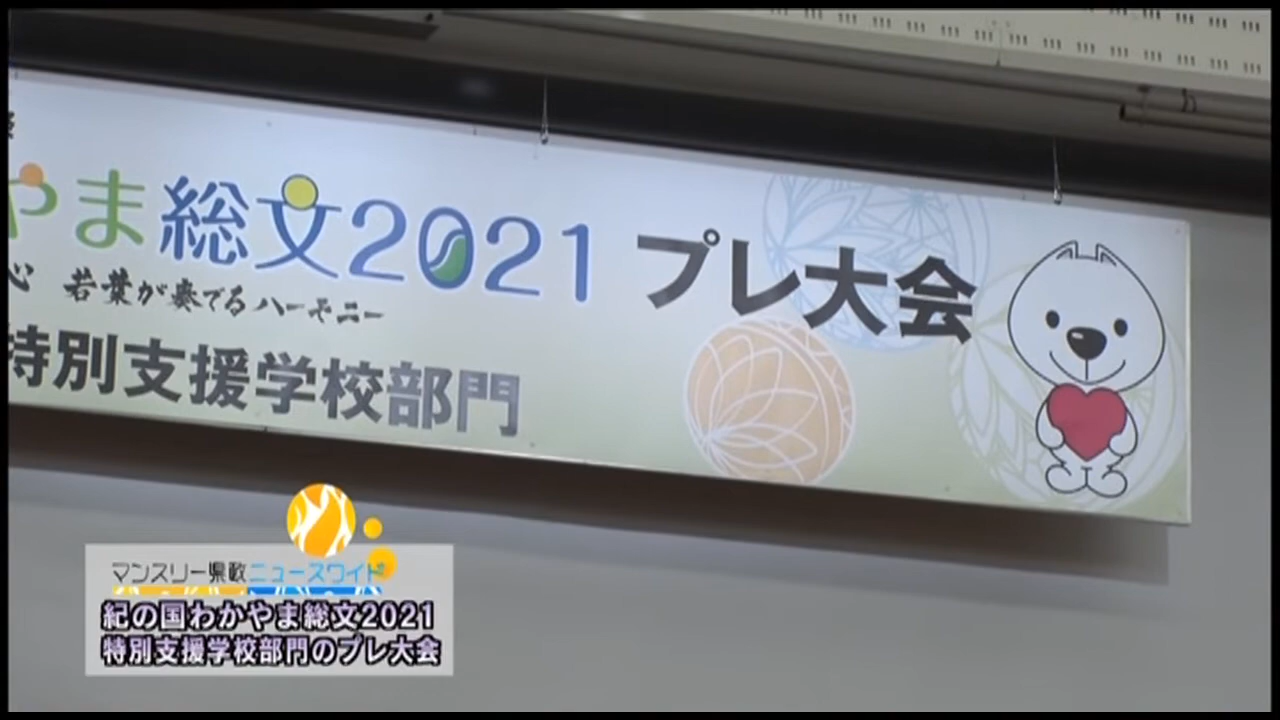 やま総文2021 プレ大会
心 若葉が奏でるハーモニー
特別支援学校部門
マンスリー県政ニュースワイド
紀の国わかやま総文2021
特別支援学校部門のプレ大会